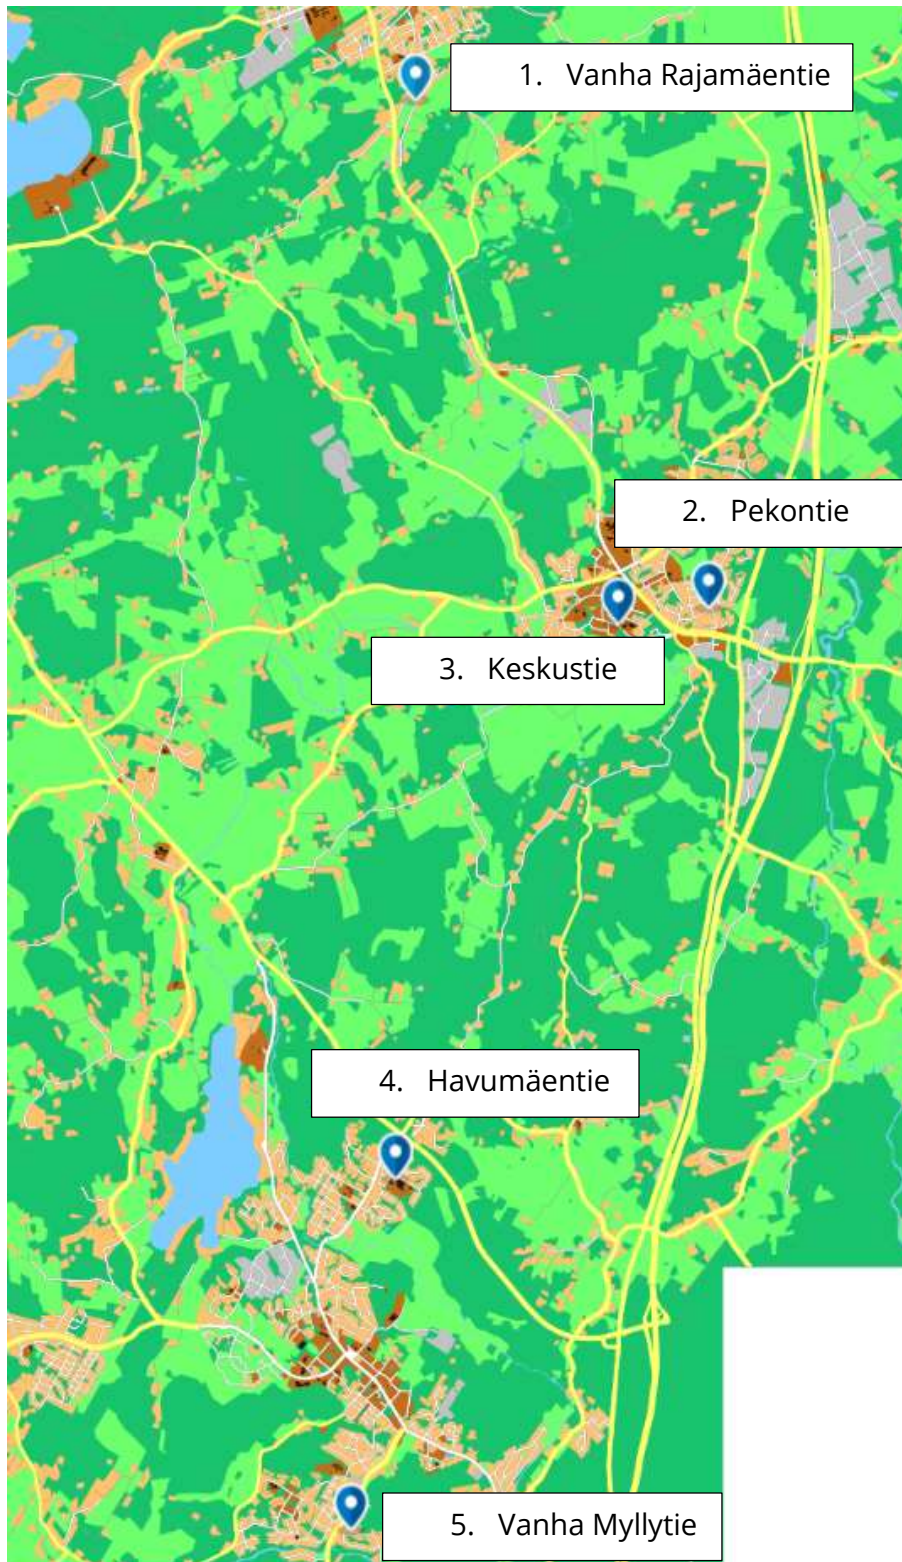 1. Vanha Rajamäentie
2. Pekontie
3. Keskustie
4. Havumäentie
5. Vanha Myllytie